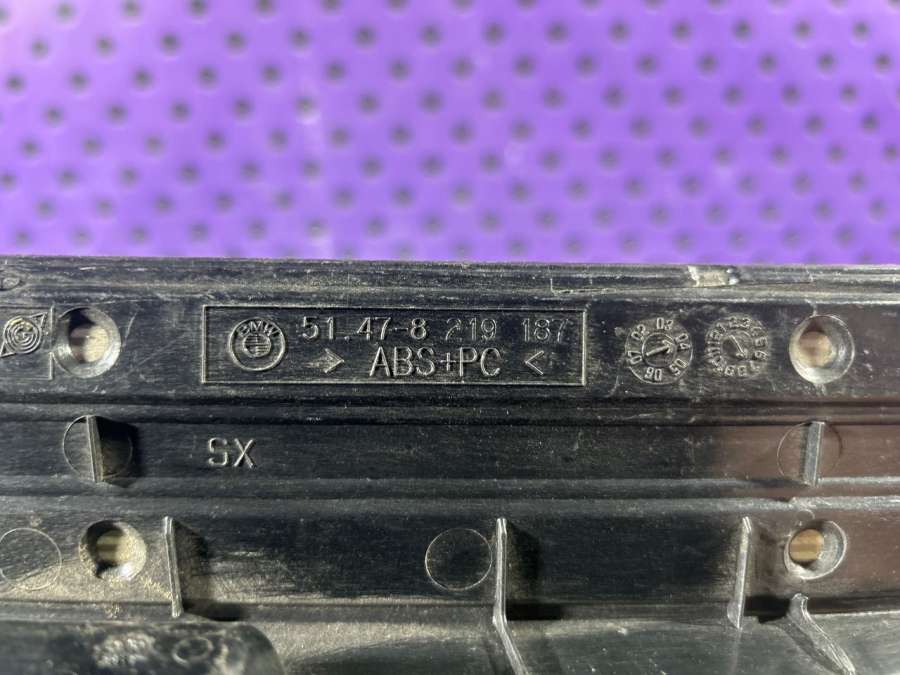 BMW
51.47-8 219 187
> ABS+PC <
SX